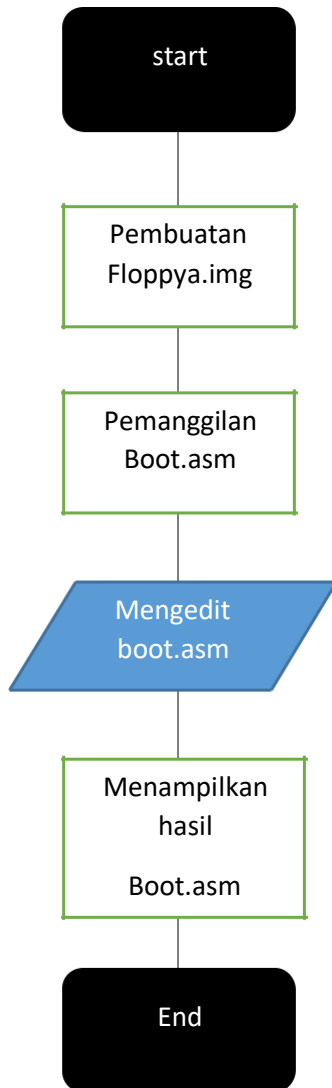 start
Pembuatan
Floppya.img
Pemanggilan
Boot.asm
Mengedit
boot.asm
Menampilkan
hasil
Boot.asm
End